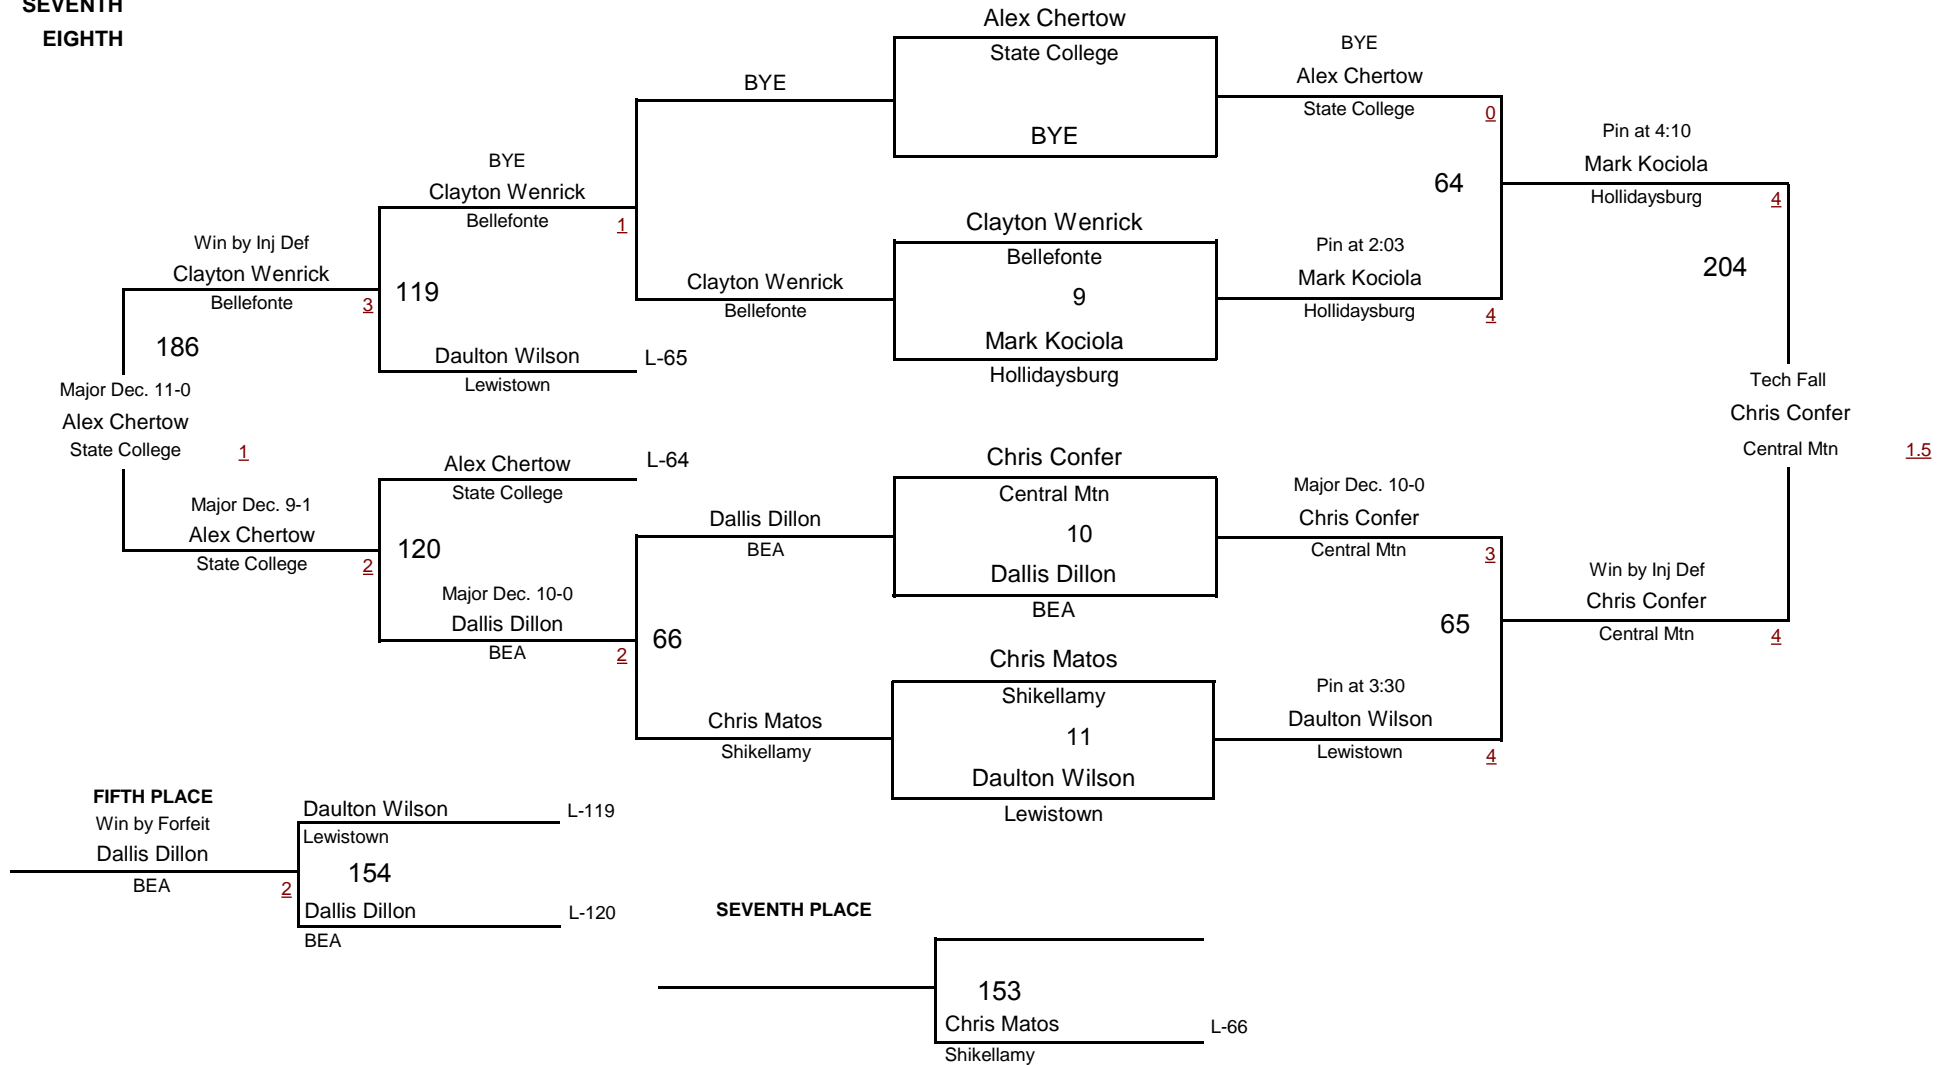 SEVENTH
EIGHTH
Alex Chertow
State College
BYE
BYE
Alex Chertow
State College
0
BYE
Pin at 4:10
Mark Kociola
Hollidaysburg
4
64
BYE
Clayton Wenrick
Bellefonte
1
Clayton Wenrick
Bellefonte
9
Mark Kociola
Hollidaysburg
Pin at 2:03
Mark Kociola
Hollidaysburg
4
204
Win by Inj Def
Clayton Wenrick
Bellefonte
3
119
Clayton Wenrick
Bellefonte
186
Daulton Wilson
Lewistown
L-65
Major Dec. 11-0
Alex Chertow
State College
1
Tech Fall
Chris Confer
Central Mtn
1.5
Alex Chertow
State College
L-64
Chris Confer
Central Mtn
10
Dallis Dillon
BEA
Major Dec. 10-0
Chris Confer
Central Mtn
3
Major Dec. 9-1
Alex Chertow
State College
2
120
Dallis Dillon
BEA
Major Dec. 10-0
Dallis Dillon
BEA
2
66
Win by Inj Def
Chris Confer
Central Mtn
4
65
Chris Matos
Shikellamy
11
Daulton Wilson
Lewistown
Pin at 3:30
Daulton Wilson
Lewistown
4
Chris Matos
Shikellamy
FIFTH PLACE
Win by Forfeit
Dallis Dillon
BEA
2
Daulton Wilson
Lewistown
L-119
154
Dallis Dillon
BEA
L-120
SEVENTH PLACE
153
Chris Matos
Shikellamy
L-66